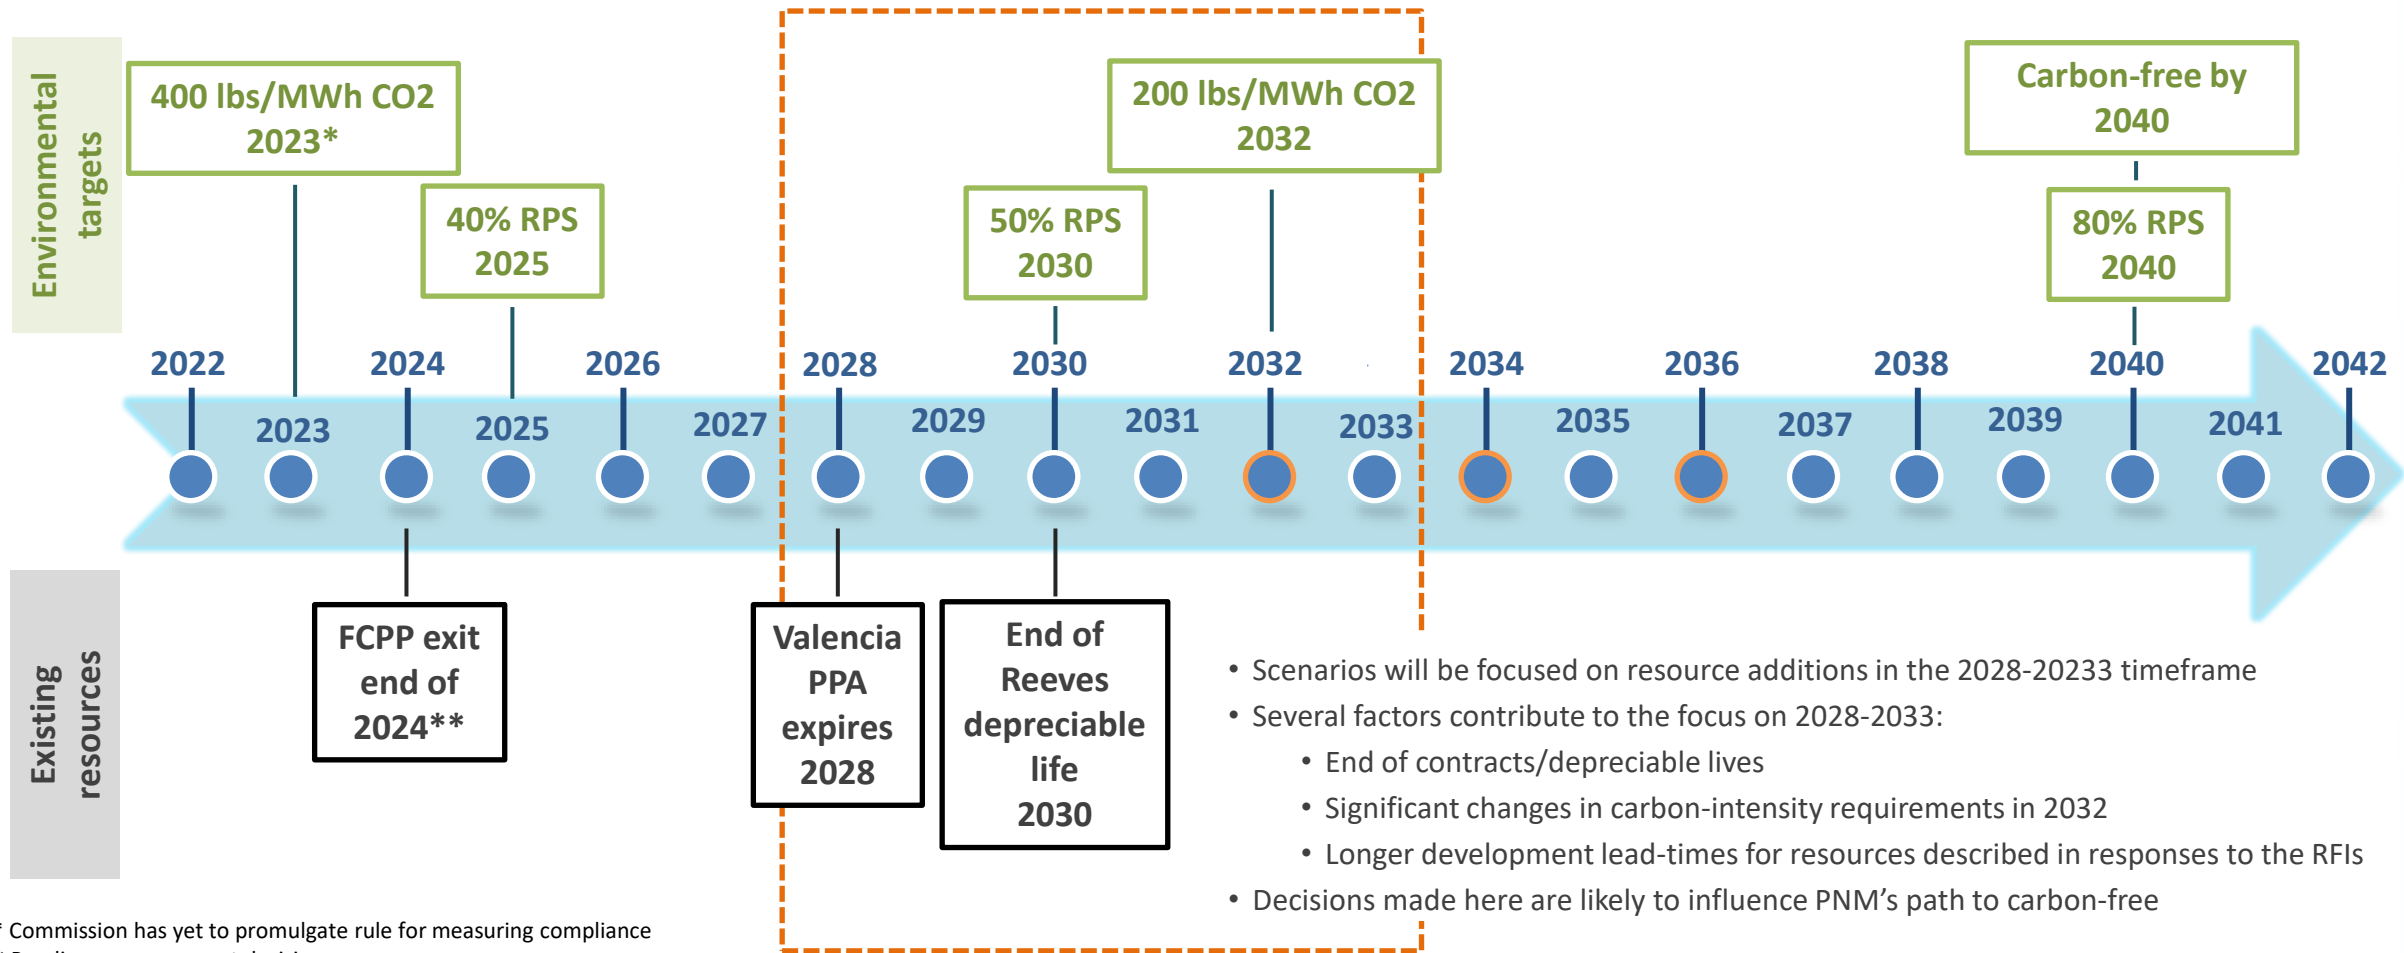 Environmental
targets
400 lbs/MWh CO2
2023*
40% RPS
2025
50% RPS
2030
200 lbs/MWh CO2
2032
Carbon-free by
2040
80% RPS
2040
2022
2023
2024
2025
2026
2027
2028
2029
2030
2031
2032
2033
2034
2035
2036
2037
2038
2039
2040
2041
2042
Existing
resources
FCPP exit
end of
2024**
Valencia
PPA
expires
2028
End of
Reeves
depreciable
life
2030
• Scenarios will be focused on resource additions in the 2028-20233 timeframe
• Several factors contribute to the focus on 2028-2033:
• End of contracts/depreciable lives
• Significant changes in carbon-intensity requirements in 2032
• Longer development lead-times for resources described in responses to the RFIs
• Decisions made here are likely to influence PNM's path to carbon-free
* Commission has yet to promulgate rule for measuring compliance